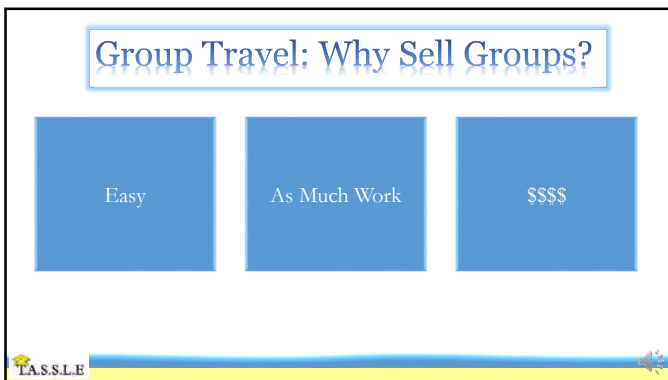 Group Travel: Why Sell Groups?
Easy
As Much Work
$$$$
T.A.S.S.L.E